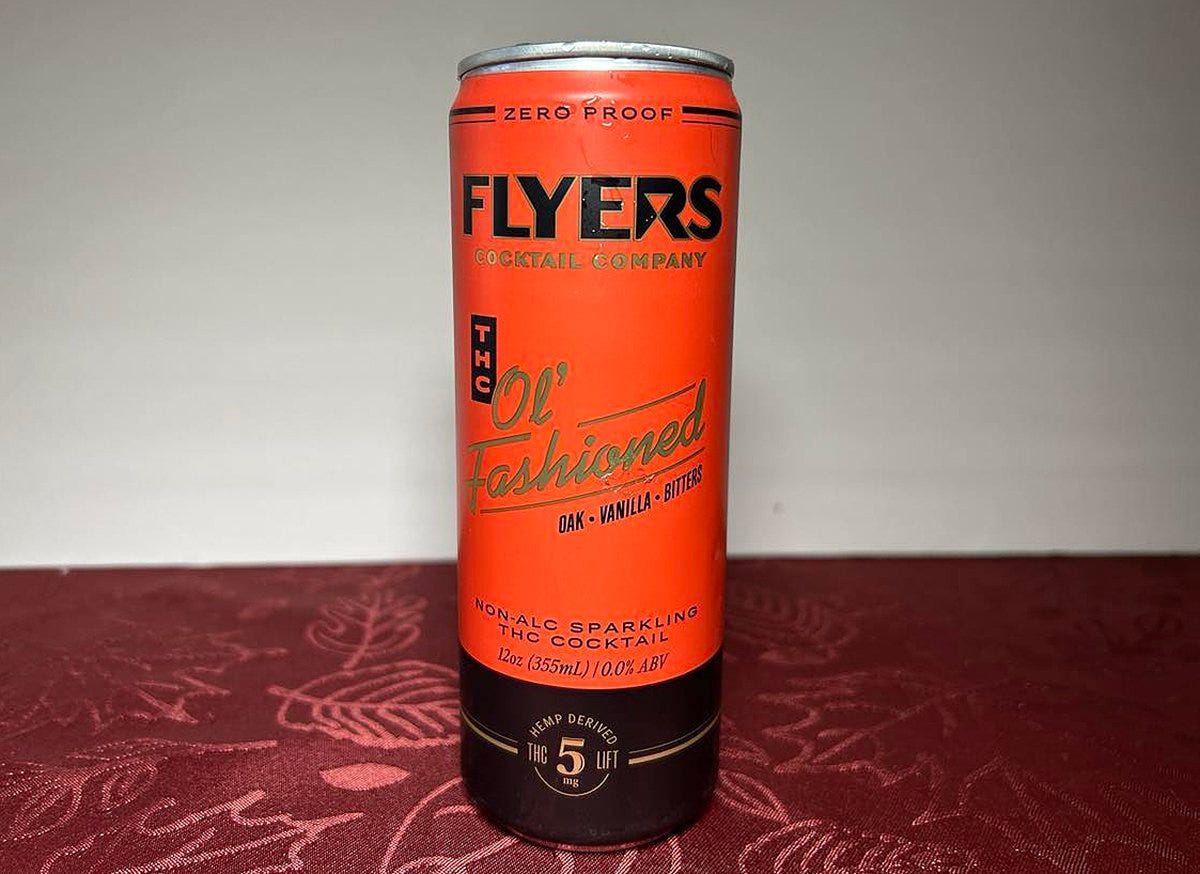 ZERO PROOF
FLYERS
COCKTAIL COMPANY
THC
Ol'
Fashioned
OAK • VANILLA • BITTERS
NON-ALC SPARKLING
THC COCKTAIL
12oz (355mL) | 0.0% ABV
HEMP DERIVED
THC 5 LIFT
mg